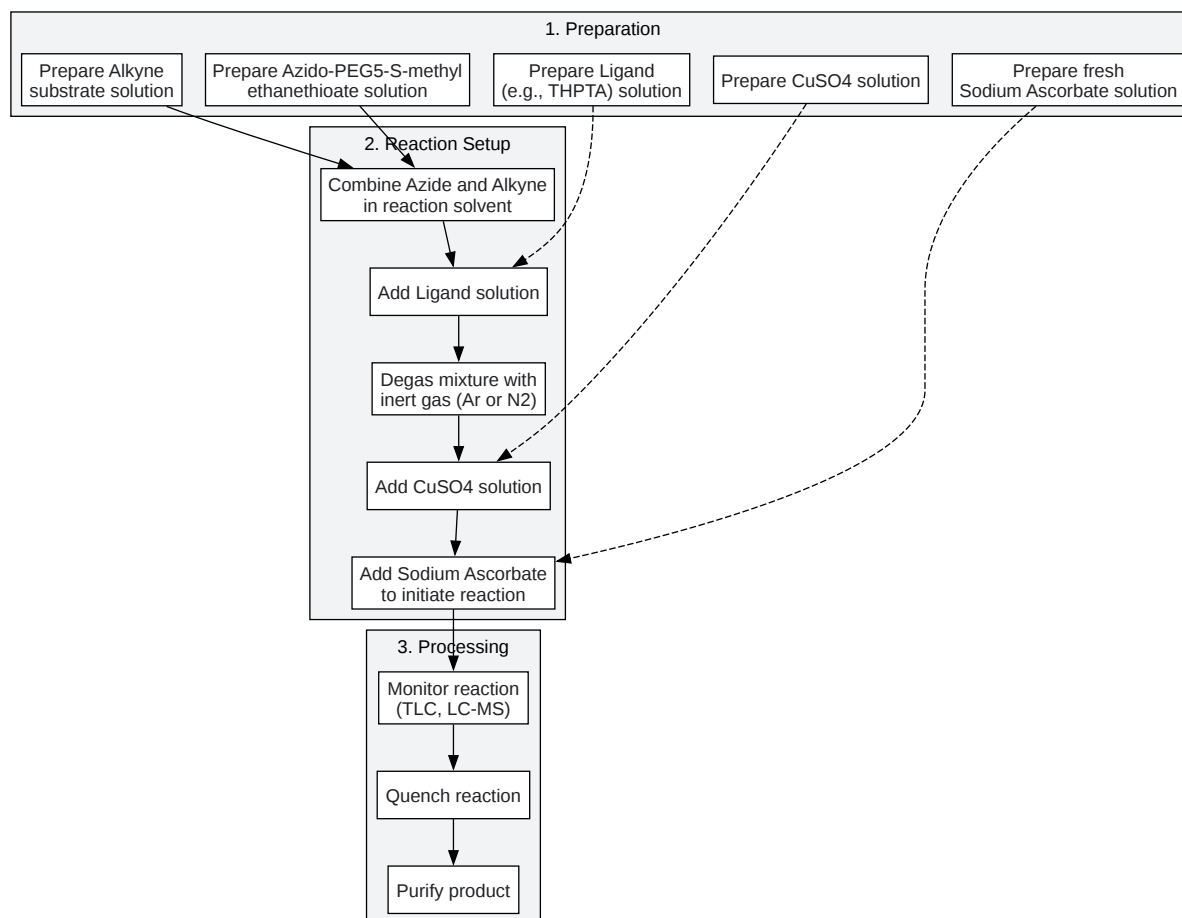 1. Preparation
Prepare Alkyne
substrate solution
Prepare Azido-PEG5-S-methyl
ethanethioate solution
Prepare Ligand
(e.g., THPTA) solution
Prepare CuSO4 solution
Prepare fresh
Sodium Ascorbate solution
2. Reaction Setup
Combine Azide and Alkyne
in reaction solvent
Add Ligand solution
Degas mixture with
inert gas (Ar or N2)
Add CuSO4 solution
Add Sodium Ascorbate
to initiate reaction
3. Processing
Monitor reaction
(TLC, LC-MS)
Quench reaction
Purify product